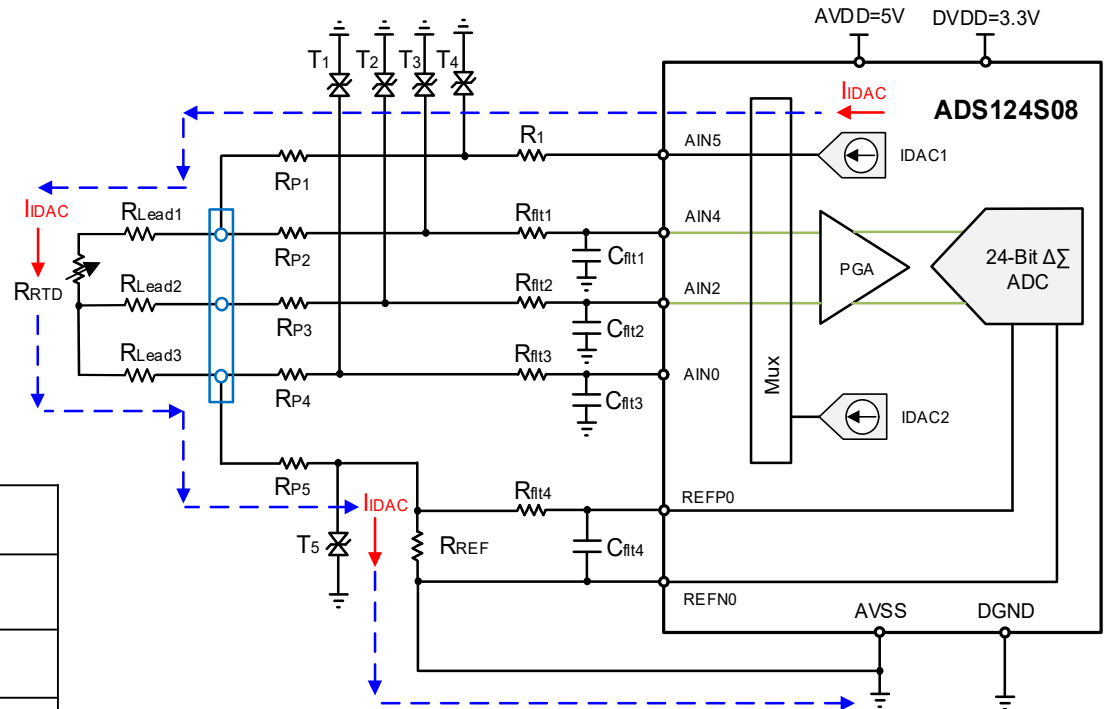 AVDD=5V DVDD=3.3V
T1 T2 T3 T4
IIDAC
ADS124S08
R1
AIN5
IDAC1
RP1
IIDAC
RLead1
Rflt1
AIN4
RP2
Cflt1
PGA
24-Bit ΔΣ
ADC
RRTD
RLead2
Rflt2
AIN2
RP3
Cflt2
RLead3
Rflt3
AIN0
RP4
Cflt3
Mux
IDAC2
RP5
IIDAC
Rflt4
REFP0
T5
RREF
Cflt4
REFN0
AVSS DGND